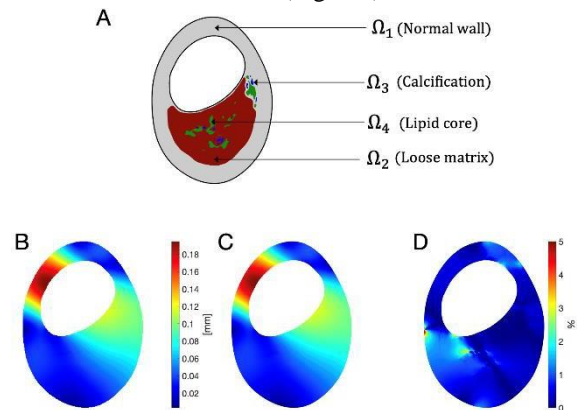 A
Ω₁ (Normal wall)
Ω₃ (Calcification)
Ω₄ (Lipid core)
Ω₂ (Loose matrix)
B
C
D
0.18
0.16
0.14
0.12
0.10
0.08
0.06
0.04
0.02
[mm]
5
4
3
2
1
0
%